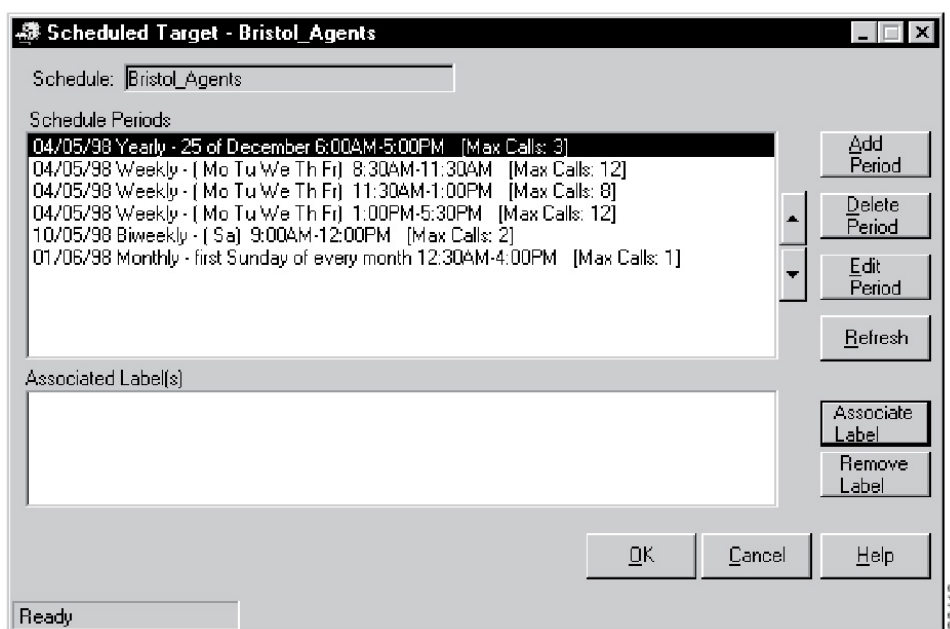 Scheduled Target - Bristol_Agents
Schedule: Bristol_Agents
Schedule Periods
04/05/98 Yearly - 25 of December 6:00AM-5:00PM [Max Calls: 3]
04/05/98 Weekly - ( Mo Tu We Th Fr) 8:30AM-11:30AM [Max Calls: 12]
04/05/98 Weekly - ( Mo Tu We Th Fr) 11:30AM-1:00PM [Max Calls: 8]
04/05/98 Weekly - ( Mo Tu We Th Fr) 1:00PM-5:30PM [Max Calls: 12]
10/05/98 Biweekly - ( Sa) 9:00AM-12:00PM [Max Calls: 2]
01/06/98 Monthly - first Sunday of every month 12:30AM-4:00PM [Max Calls: 1]
Add
Period
Delete
Period
Edit
Period
Refresh
Associated Label(s)
Associate
Label
Remove
Label
OK
Cancel
Help
Ready